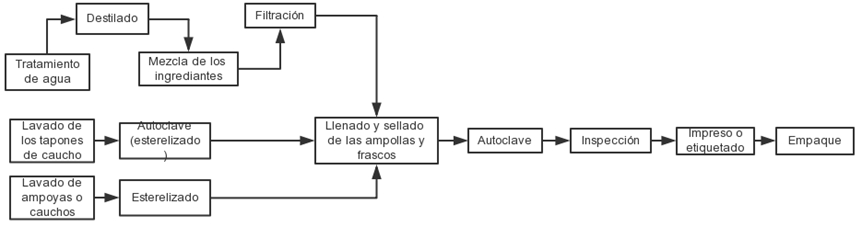 Destilado
Filtración
Tratamiento
de agua
Mezcla de los
ingrediantes
Lavado de
los tapones
de caucho
Autoclave
(esterelizado
)
Llenado y sellado
de las ampollas y
frascos
Autoclave
Inspección
Impreso o
etiquetado
Empaque
Lavado de
ampoyas o
cauchos
Esterelizado